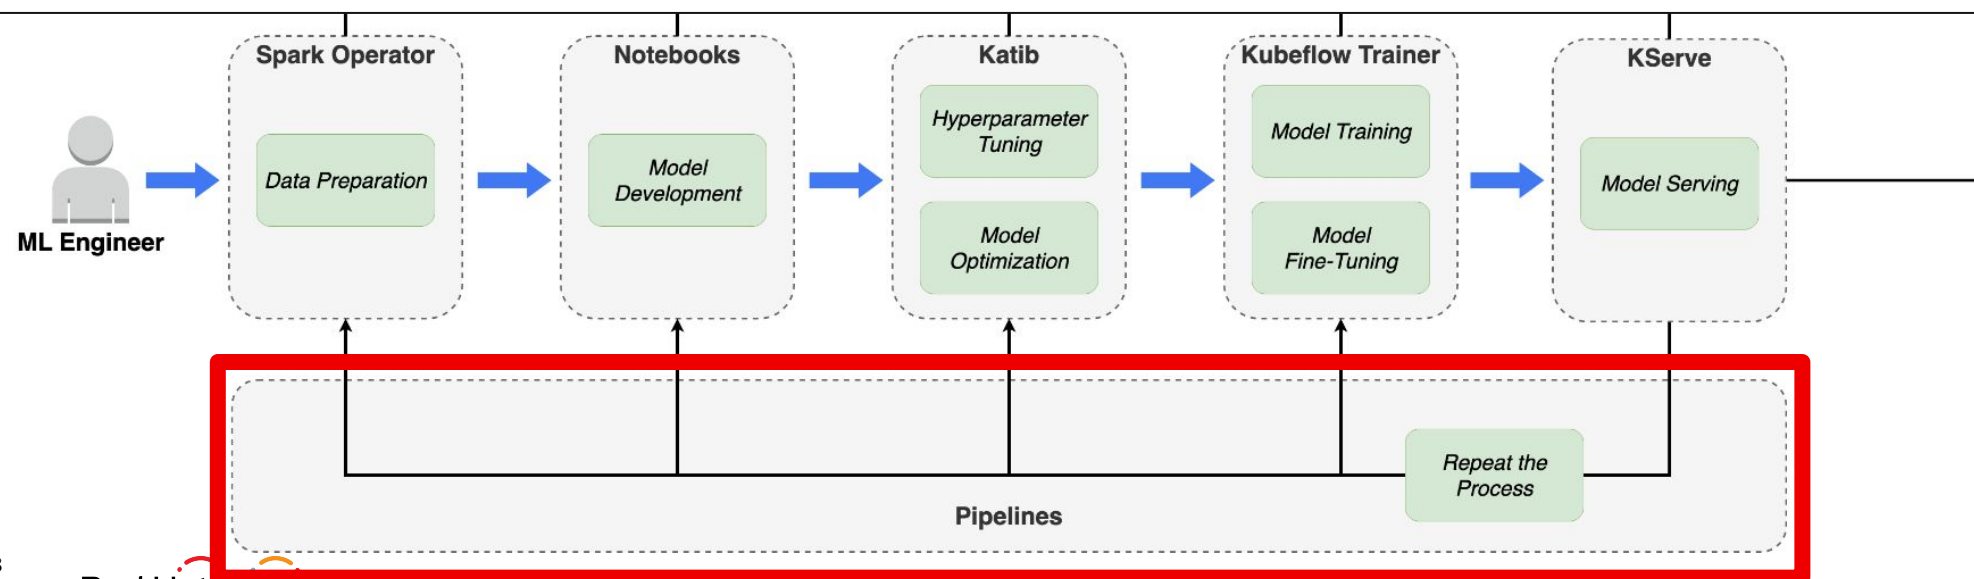 Spark Operator
Notebooks
Katib
Kubeflow Trainer
KServe
Data Preparation
Model
Development
Hyperparameter
Tuning
Model
Optimization
Model Training
Model
Fine-Tuning
Model Serving
ML Engineer
Repeat the
Process
Pipelines